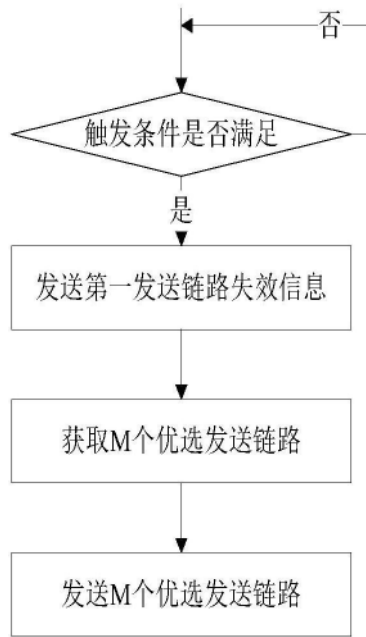 否
触发条件是否满足
是
发送第一发送链路失效信息
获取M个优选发送链路
发送M个优选发送链路